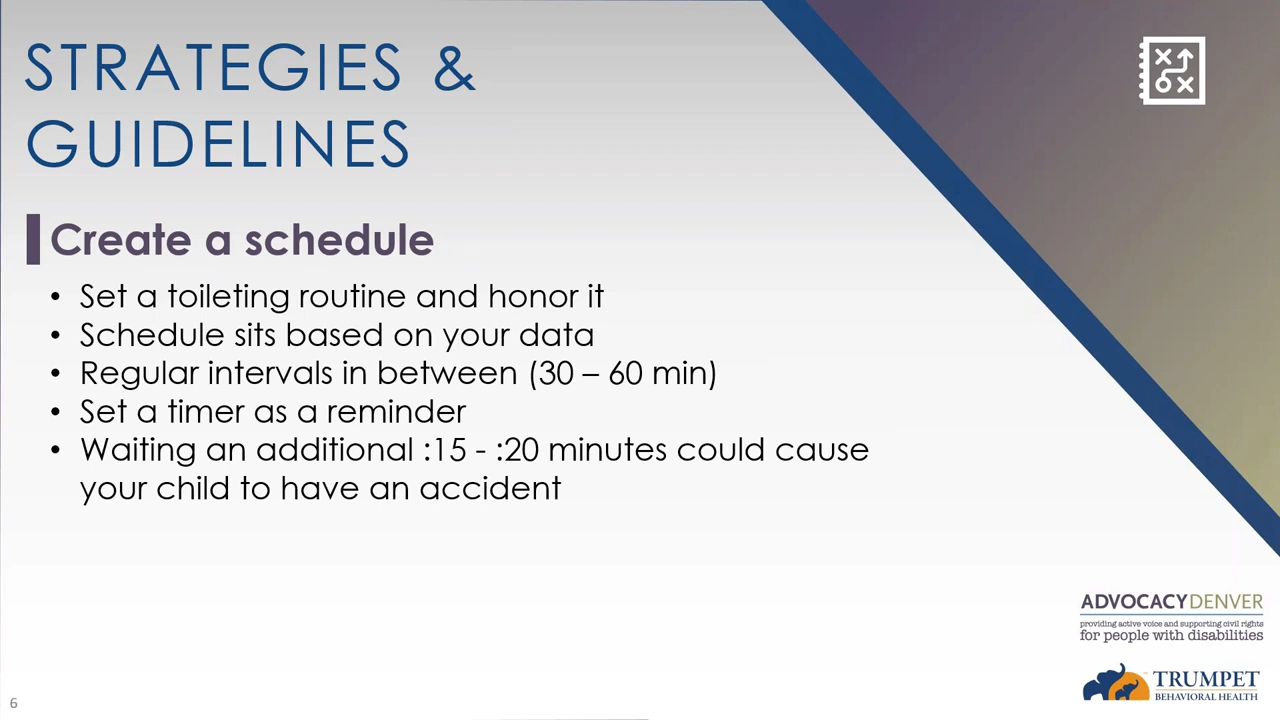 STRATEGIES &
GUIDELINES
Create a schedule
• Set a toileting routine and honor it
• Schedule sits based on your data
• Regular intervals in between (30 – 60 min)
• Set a timer as a reminder
• Waiting an additional :15 - :20 minutes could cause
your child to have an accident
ADVOCACYDENVER
providing active voice and supporting civil rights
for people with disabilities
TRUMPET
BEHAVIORAL HEALTH
6